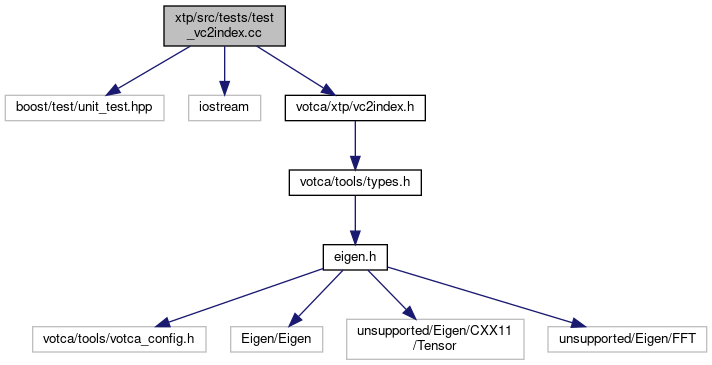 xtp/src/tests/test
_vc2index.cc
boost/test/unit_test.hpp
iostream
votca/xtp/vc2index.h
votca/tools/types.h
eigen.h
votca/tools/votca_config.h
Eigen/Eigen
unsupported/Eigen/CXX11
/Tensor
unsupported/Eigen/FFT